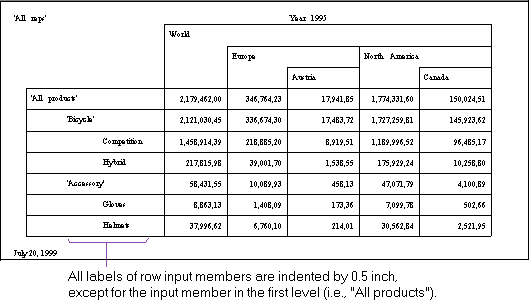 'All reps' Year 1995
World
Europe North America
Austria Canada
'All products' 2,179,462,00 346,764,23 17,941,85 1,774,331,60 150,024,51
'Bicycle' 2,121,030,45 336,674,30 17,483,72 1,727,259,81 145,923,62
Competition 1,458,914,39 218,885,20 8,919,51 1,189,996,52 96,485,17
Hybrid 217,815,98 39,001,70 1,538,55 175,929,24 10,258,80
'Accessory' 58,431,55 10,089,93 458,13 47,071,79 4,100,89
Gloves 8,863,13 1,408,09 173,36 7,099,78 502,66
Helmets 37,996,62 6,760,10 214,01 30,562,84 2,521,95
July 20, 1999
All labels of row input members are indented by 0.5 inch,
except for the input member in the first level (i.e., "All products").